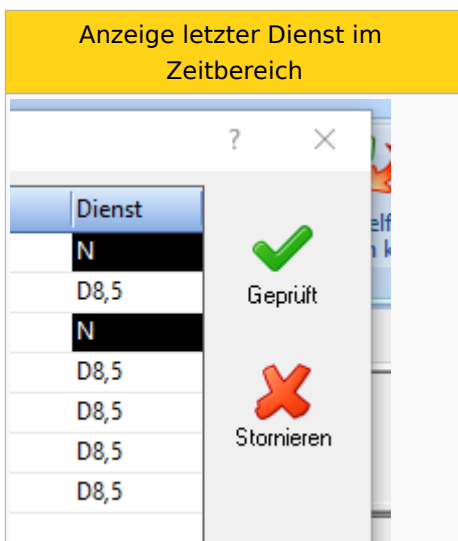 Anzeige letzter Dienst im
Zeitbereich
?
Dienst
N
D8,5
N
D8,5
D8,5
D8,5
D8,5
Geprüft
Stornieren